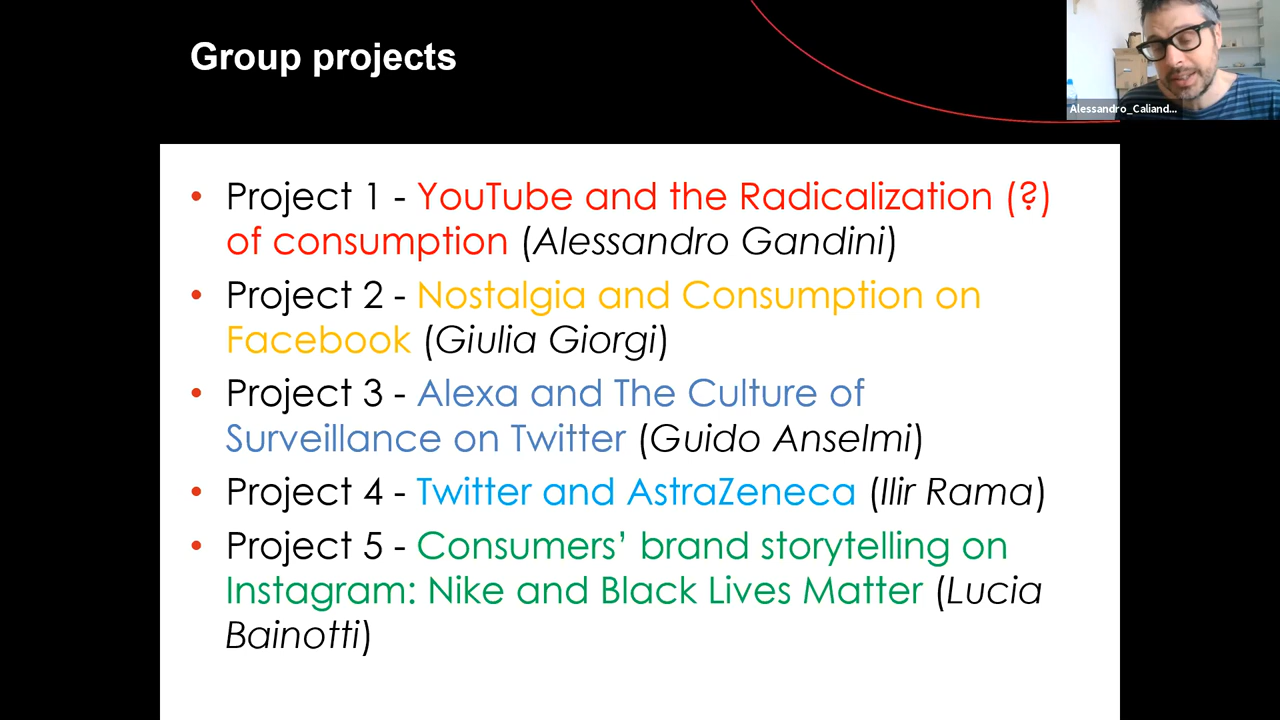 Group projects
Alessandro_Caliand...
• Project 1 - YouTube and the Radicalization (?)
of consumption (Alessandro Gandini)
• Project 2 - Nostalgia and Consumption on
Facebook (Giulia Giorgi)
• Project 3 - Alexa and The Culture of
Surveillance on Twitter (Guido Anselmi)
• Project 4 - Twitter and AstraZeneca (Ilir Rama)
• Project 5 - Consumers’ brand storytelling on
Instagram: Nike and Black Lives Matter (Lucia
Bainotti)